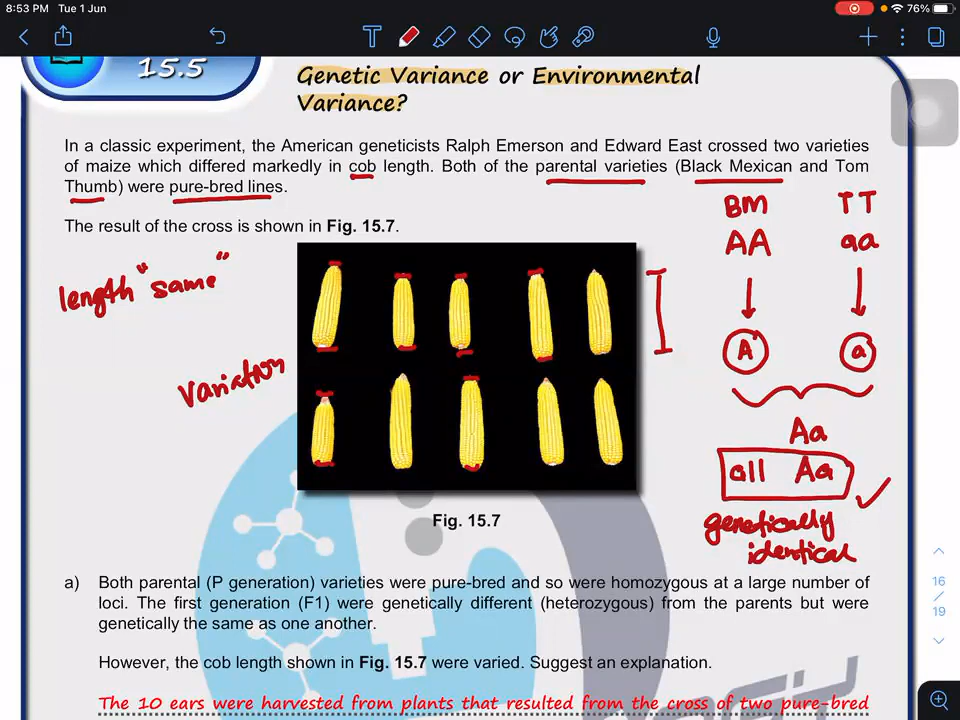 8:53 PM Tue 1 Jun
76%
15.5
Genetic Variance or Environmental
Variance?
In a classic experiment, the American geneticists Ralph Emerson and Edward East crossed two varieties
of maize which differed markedly in cob length. Both of the parental varieties (Black Mexican and Tom
Thumb) were pure-bred lines.
The result of the cross is shown in Fig. 15.7.
BM TT
AA aa
length "same"
A a
variation
Aa
all Aa
genetically
identical
Fig. 15.7
a) Both parental (P generation) varieties were pure-bred and so were homozygous at a large number of
loci. The first generation (F1) were genetically different (heterozygous) from the parents but were
genetically the same as one another.
However, the cob length shown in Fig. 15.7 were varied. Suggest an explanation.
The 10 ears were harvested from plants that resulted from the cross of two pure-bred
16
/
19